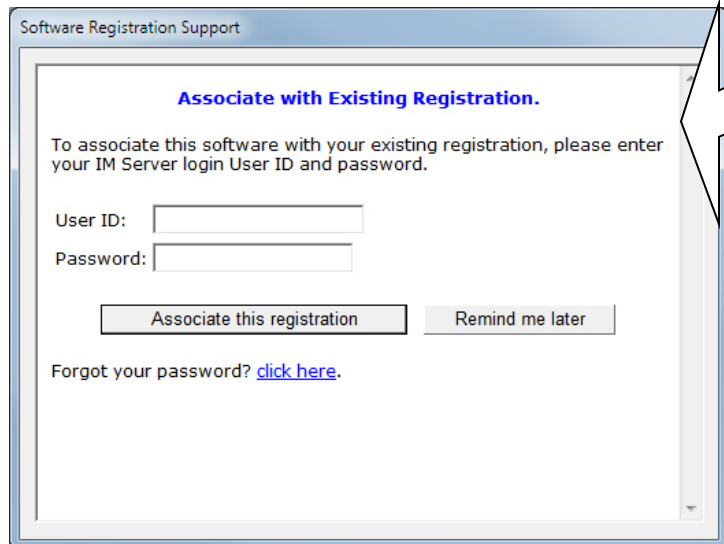 Software Registration Support
Associate with Existing Registration.
To associate this software with your existing registration, please enter
your IM Server login User ID and password.
User ID:
Password:
Associate this registration Remind me later
Forgot your password? click here.